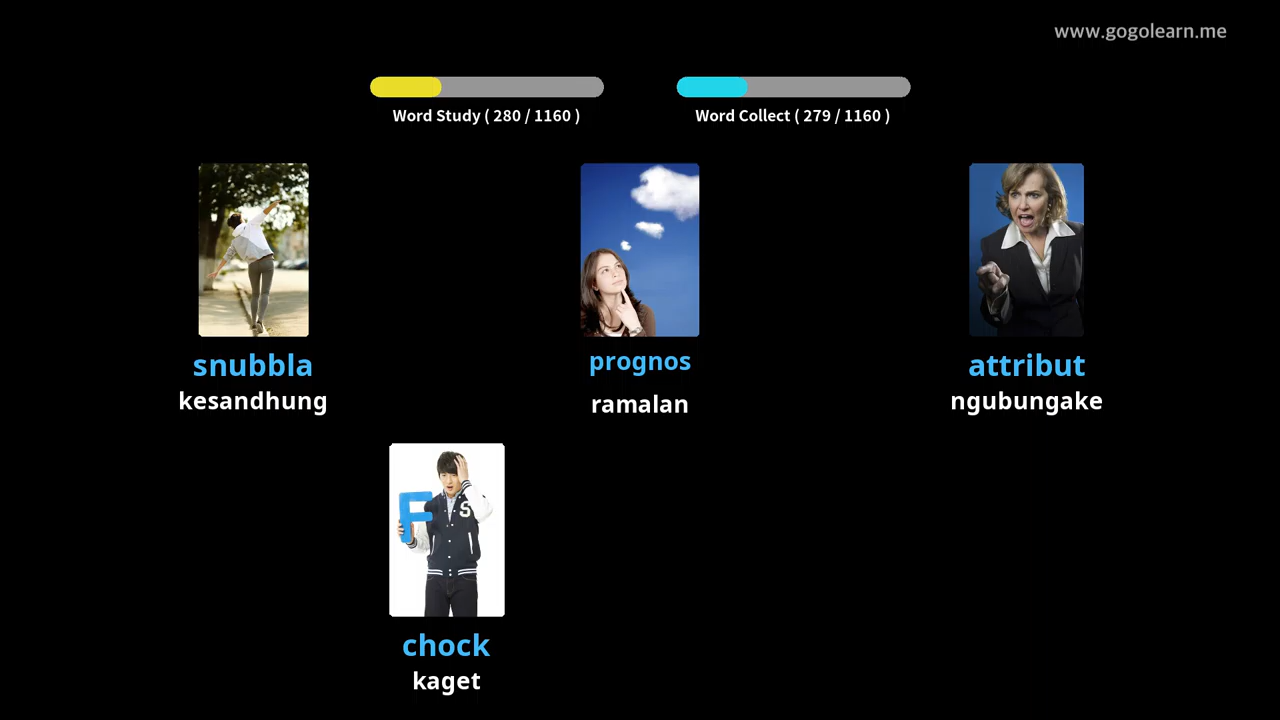 www.gogolearn.me
Word Study ( 280 / 1160 )
Word Collect ( 279 / 1160 )
snubbla
kesandhung
prognos
ramalan
attribut
ngubungake
F
S
chock
kaget